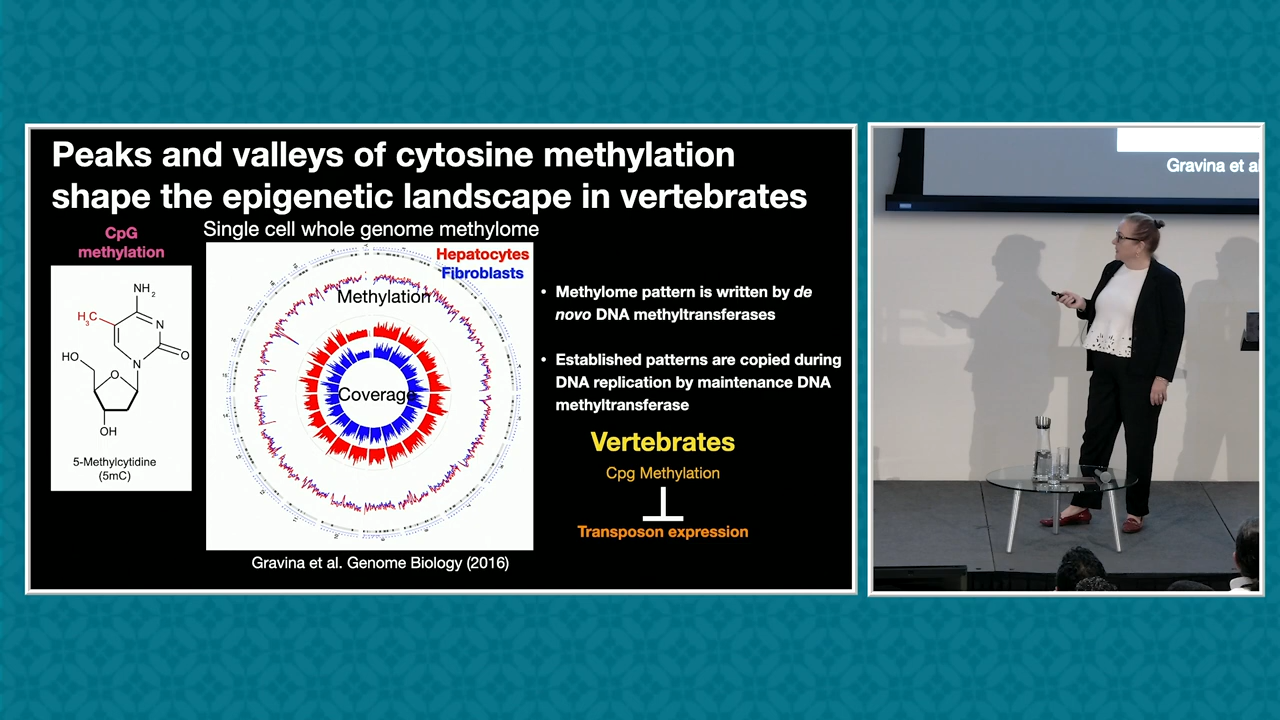 Peaks and valleys of cytosine methylation
shape the epigenetic landscape in vertebrates
CpG
methylation
NH2
H3C
N
O
N
HO
O
OH
5-Methylcytidine
(5mC)
Single cell whole genome methylome
Hepatocytes
Fibroblasts
Methylation
Coverage
Gravina et al. Genome Biology (2016)
• Methylome pattern is written by de
novo DNA methyltransferases
• Established patterns are copied during
DNA replication by maintenance DNA
methyltransferase
Vertebrates
Cpg Methylation
Transposon expression
Gravina et a